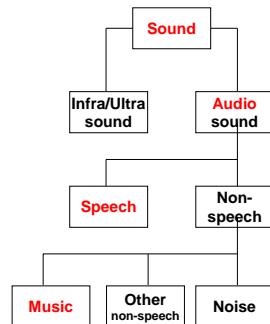 Sound
Infra/Ultra
sound
Audio
sound
Speech
Non-
speech
Music
Other
non-speech
Noise